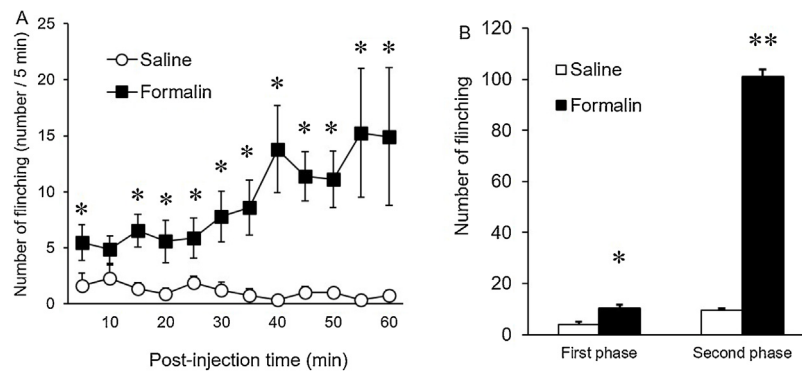 A
25
20
15
10
5
0
Number of flinching (number / 5 min)
Saline
Formalin
*
*
*
*
*
*
*
*
*
*
*
10
20
30
40
50
60
Post-injection time (min)
B
120
100
80
60
40
20
0
Number of flinching
Saline
Formalin
*
**
First phase
Second phase